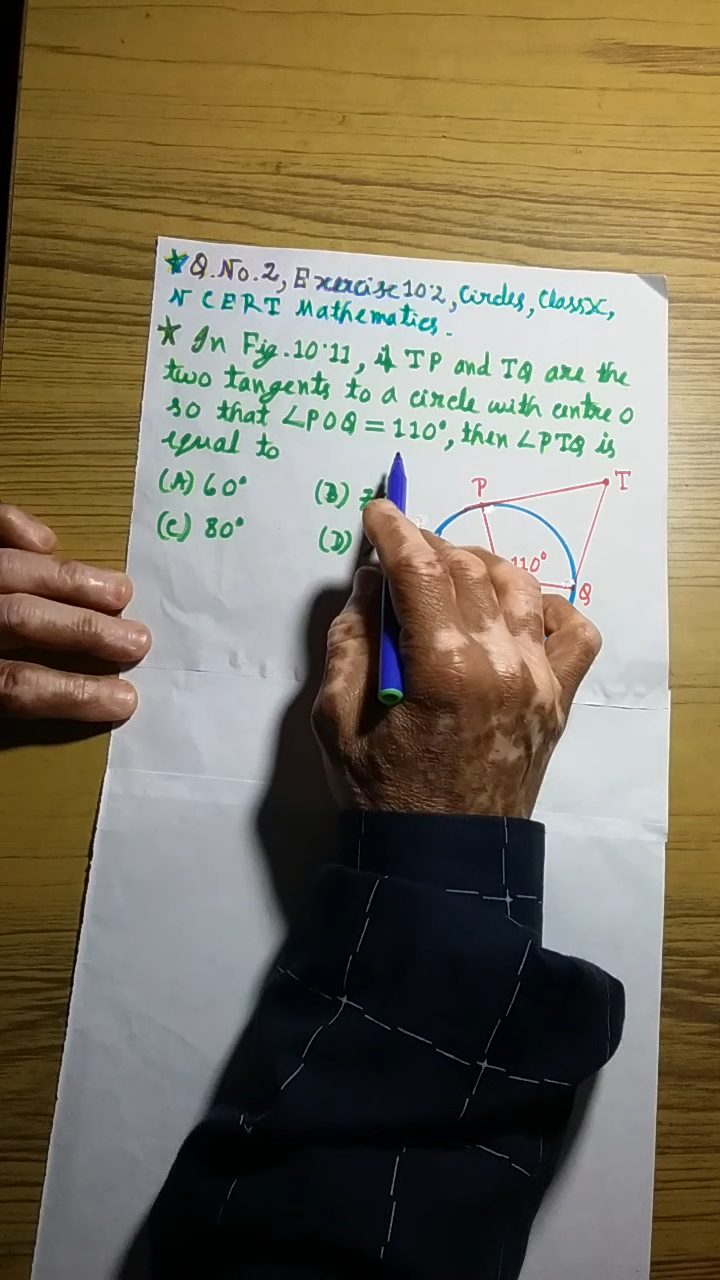 ★ Q.No.2, Exercise 10.2, Circles, Class X,
NCERT Mathematics.
★ In Fig.10.11, if TP and TQ are the
two tangents to a circle with centre O
so that ∠POQ = 110°, then ∠PTQ is
equal to
(A) 60° (B) 7
(C) 80° (D)
P T
110°
Q